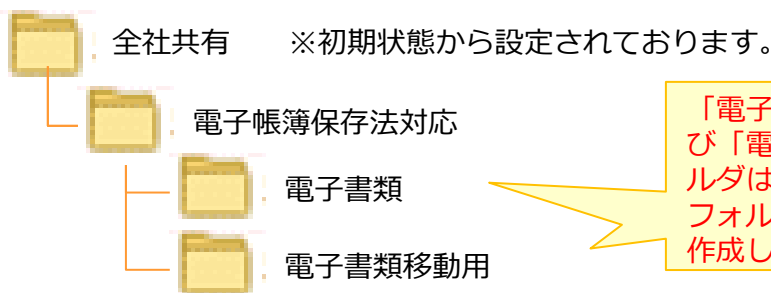 全社共有　　※初期状態から設定されております。
電子帳簿保存法対応
電子書類
電子書類移動用
「電子
び「電
ルダは
フォル
作成し